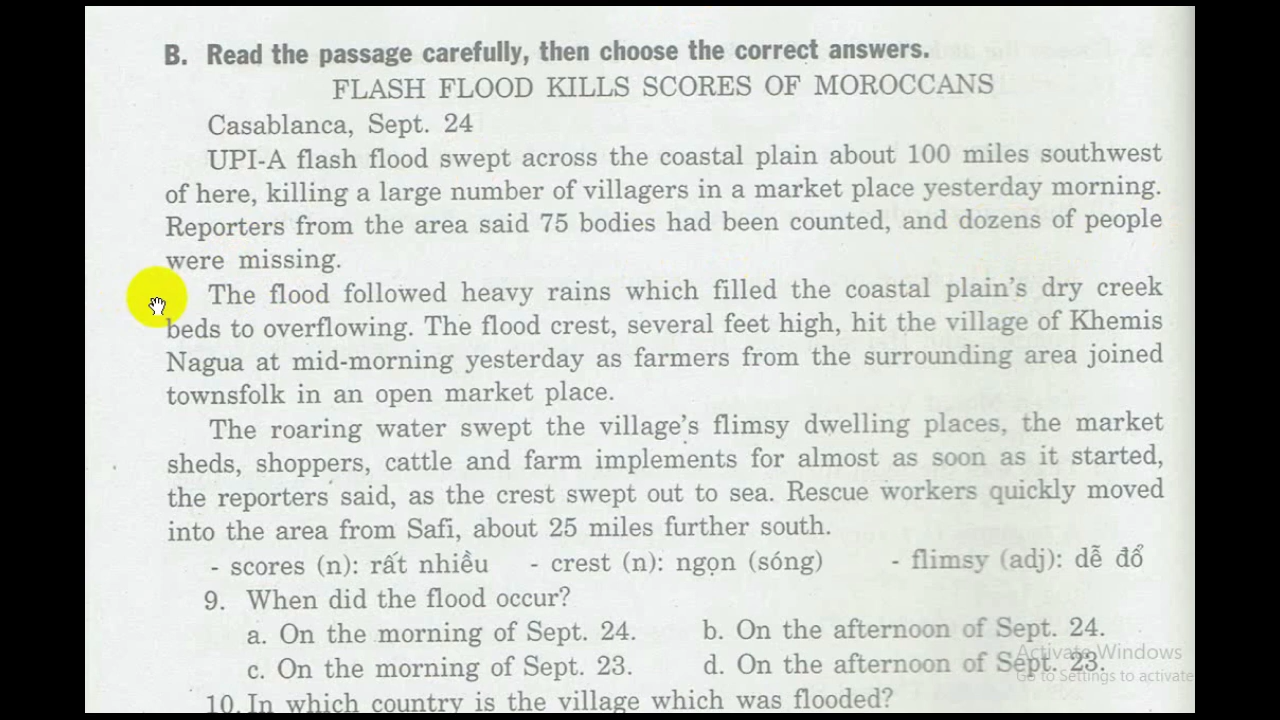 B. Read the passage carefully, then choose the correct answers.
FLASH FLOOD KILLS SCORES OF MOROCCANS
Casablanca, Sept. 24
UPI-A flash flood swept across the coastal plain about 100 miles southwest
of here, killing a large number of villagers in a market place yesterday morning.
Reporters from the area said 75 bodies had been counted, and dozens of people
were missing.
The flood followed heavy rains which filled the coastal plain's dry creek
beds to overflowing. The flood crest, several feet high, hit the village of Khemis
Nagua at mid-morning yesterday as farmers from the surrounding area joined
townsfolk in an open market place.
The roaring water swept the village's flimsy dwelling places, the market
sheds, shoppers, cattle and farm implements for almost as soon as it started,
the reporters said, as the crest swept out to sea. Rescue workers quickly moved
into the area from Safi, about 25 miles further south.
- scores (n): rất nhiều - crest (n): ngọn (sóng) - flimsy (adj): dễ đổ
9. When did the flood occur?
a. On the morning of Sept. 24. b. On the afternoon of Sept. 24.
c. On the morning of Sept. 23. d. On the afternoon of Sept. 23.
Activate Windows
Go to Settings to activate
10. In which country is the village which was flooded?